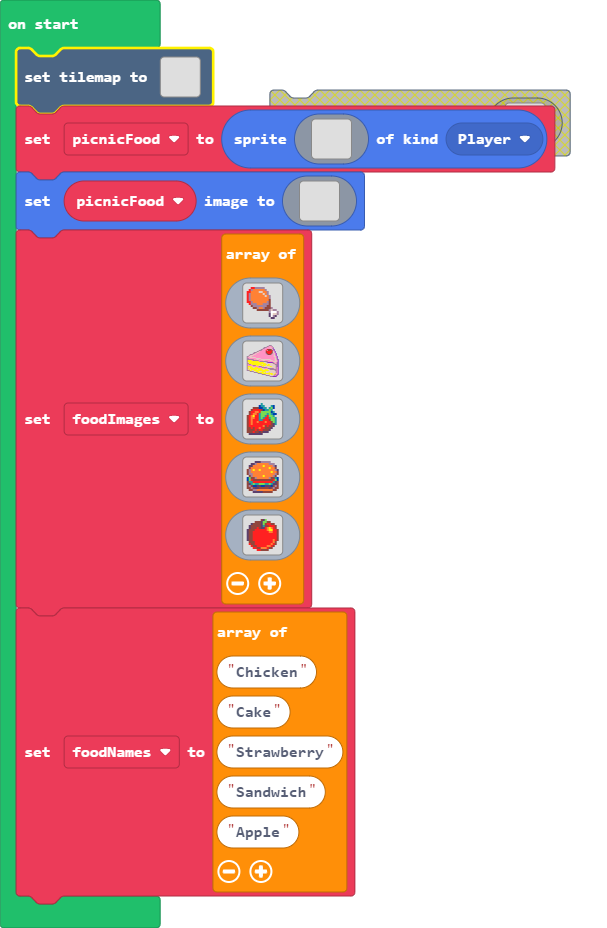 on start
set tilemap to
set picnicFood to sprite of kind Player
set picnicFood image to
array of
set foodImages to
array of
"Chicken"
"Cake"
"Strawberry"
set foodNames to
"Sandwich"
"Apple"